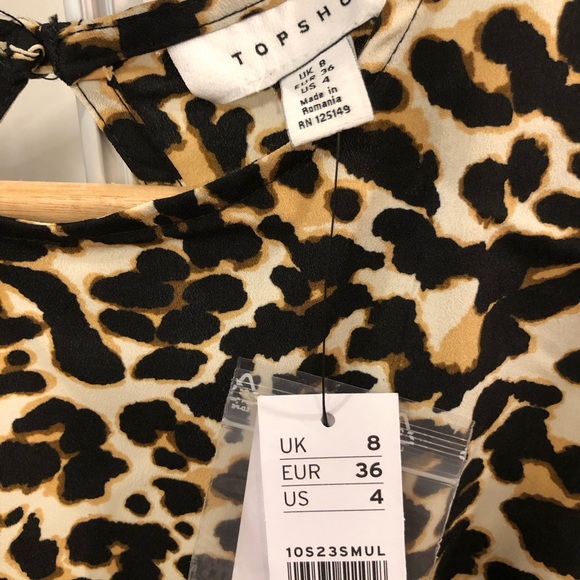 TOPSHO
UK 8
EUR 36
US 4
Made in
Romania
RN 125149
UK 8
EUR 36
US 4
10S23SMUL